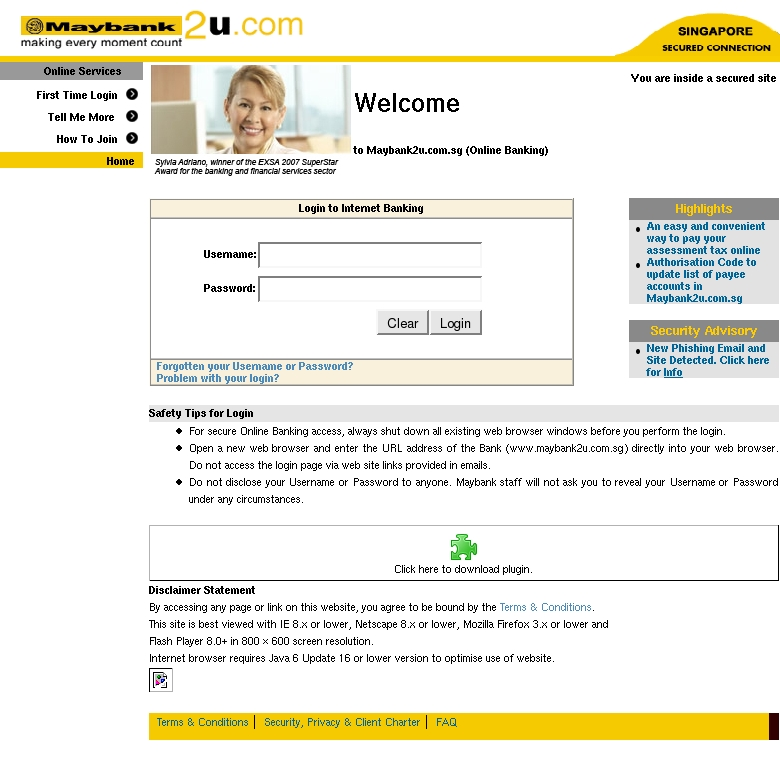 Maybank2u.com
making every moment count
SINGAPORE
SECURED CONNECTION
Online Services
First Time Login
Tell Me More
How To Join
Home
Sylvia Adriano, winner of the EXSA 2007 SuperStar
Award for the banking and financial services sector
Welcome
to Maybank2u.com.sg (Online Banking)
You are inside a secured site
Login to Internet Banking
Username:
Password:
Clear Login
Forgotten your Username or Password?
Problem with your login?
Highlights
An easy and convenient
way to pay your
assessment tax online
Authorisation Code to
update list of payee
accounts in
Maybank2u.com.sg
Security Advisory
New Phishing Email and
Site Detected. Click here
for Info
Safety Tips for Login
For secure Online Banking access, always shut down all existing web browser windows before you perform the login.
Open a new web browser and enter the URL address of the Bank (www.maybank2u.com.sg) directly into your web browser.
Do not access the login page via web site links provided in emails.
Do not disclose your Username or Password to anyone. Maybank staff will not ask you to reveal your Username or Password
under any circumstances.
Click here to download plugin.
Disclaimer Statement
By accessing any page or link on this website, you agree to be bound by the Terms & Conditions.
This site is best viewed with IE 8.x or lower, Netscape 8.x or lower, Mozilla Firefox 3.x or lower and
Flash Player 8.0+ in 800 × 600 screen resolution.
Internet browser requires Java 6 Update 16 or lower version to optimise use of website.
Terms & Conditions | Security, Privacy & Client Charter | FAQ